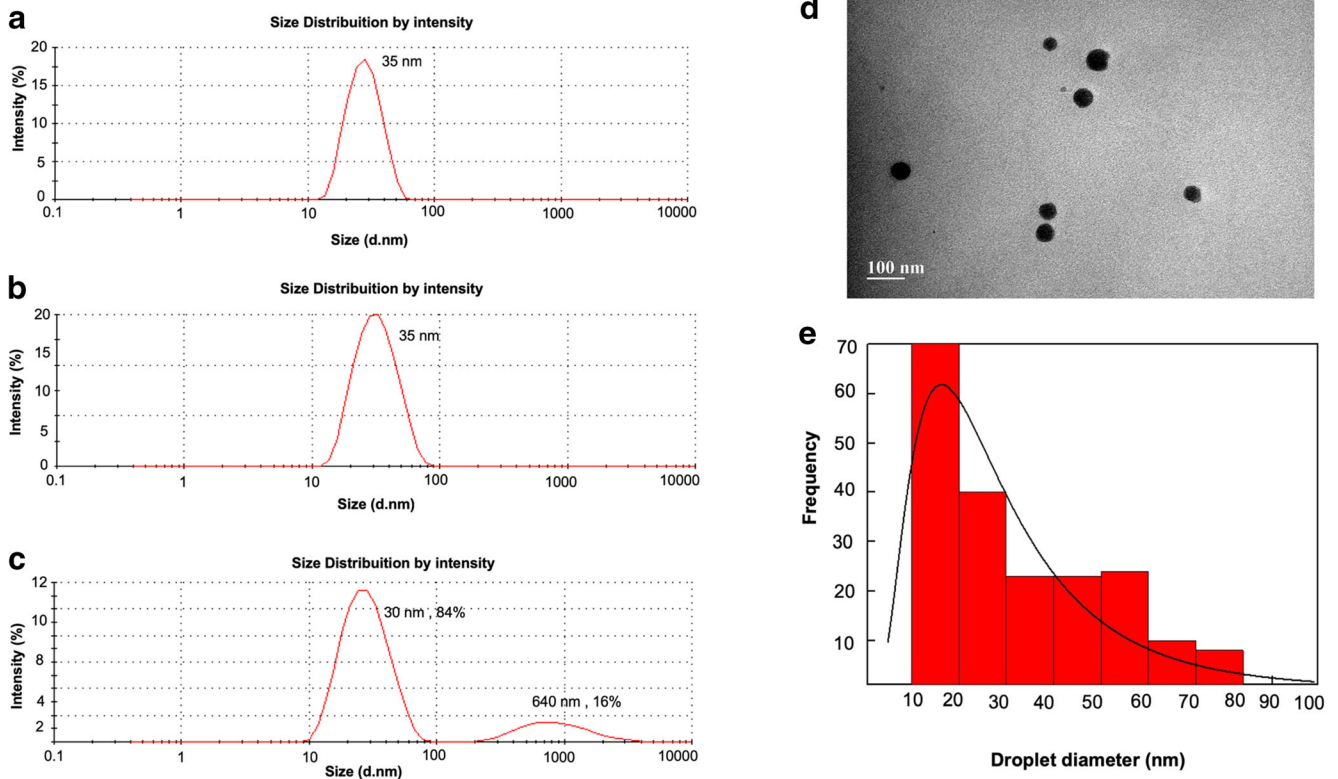 a
Size Distribuition by intensity
Intensity (%)
20
15
10
5
0
35 nm
0.1 1 10 100 1000 10000
Size (d.nm)
b
Size Distribuition by intensity
Intensity (%)
20
15
10
5
0
35 nm
0.1 1 10 100 1000 10000
Size (d.nm)
c
Size Distribuition by intensity
Intensity (%)
12
10
8
4
2
30 nm , 84%
640 nm , 16%
0.1 1 10 100 1000 10000
Size (d.nm)
d
100 nm
e
Frequency
70
60
50
40
30
20
10
10 20 30 40 50 60 70 80 90 100
Droplet diameter (nm)